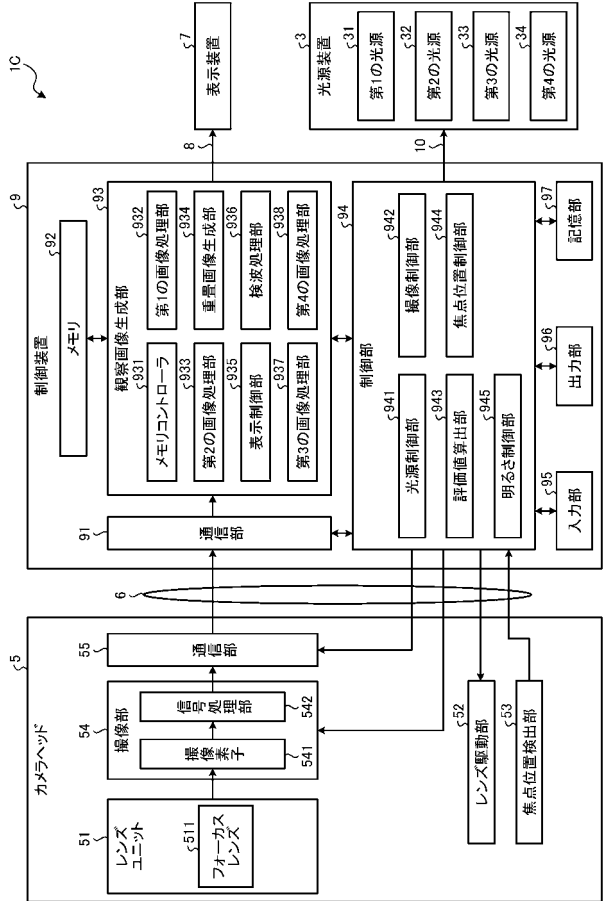 1C
5
カメラヘッド
51
レンズ
ユニット
511
フォーカス
レンズ
54
撮像部
撮像素子
541
信号処理部
542
55
通信部
レンズ駆動部
52
焦点位置検出部
53
6
9
制御装置
メモリ
92
91
通信部
観察画像生成部
93
メモリコントローラ
931
第1の画像処理部
932
第2の画像処理部
933
重畳画像生成部
934
表示制御部
935
検波処理部
936
第3の画像処理部
937
第4の画像処理部
938
制御部
94
光源制御部
941
撮像制御部
942
評価値算出部
943
焦点位置制御部
944
明るさ制御部
945
入力部
95
出力部
96
記憶部
97
8
表示装置
7
10
光源装置
3
第1の光源
31
第2の光源
32
第3の光源
33
第4の光源
34